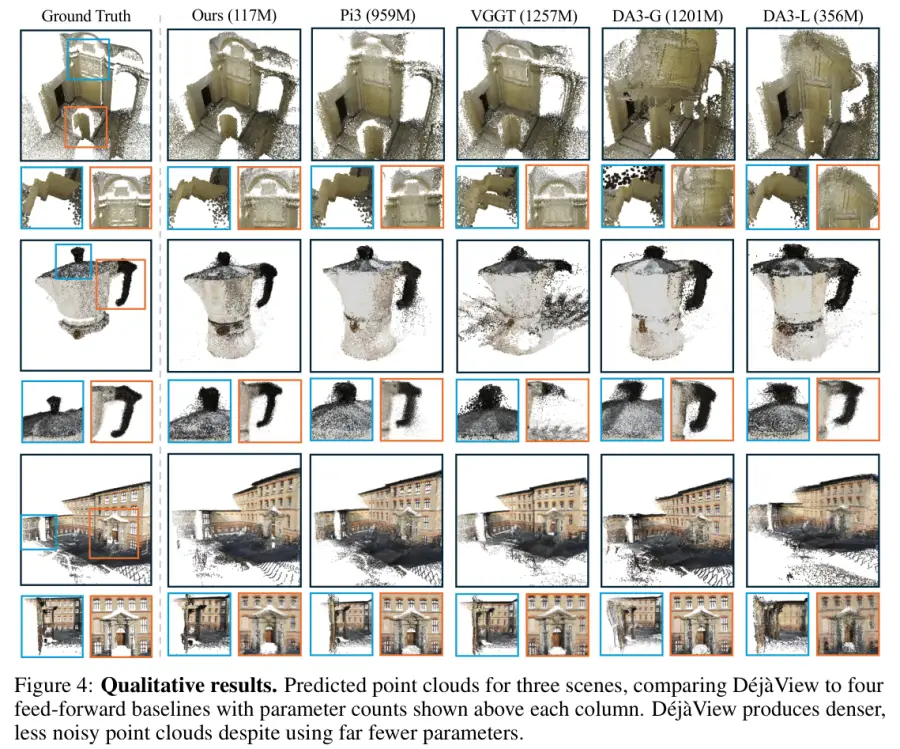 Ground Truth
Ours (117M)
Pi3 (959M)
VGGT (1257M)
DA3-G (1201M)
DA3-L (356M)
Figure 4: Qualitative results. Predicted point clouds for three scenes, comparing DéjàView to four
feed-forward baselines with parameter counts shown above each column. DéjàView produces denser,
less noisy point clouds despite using far fewer parameters.